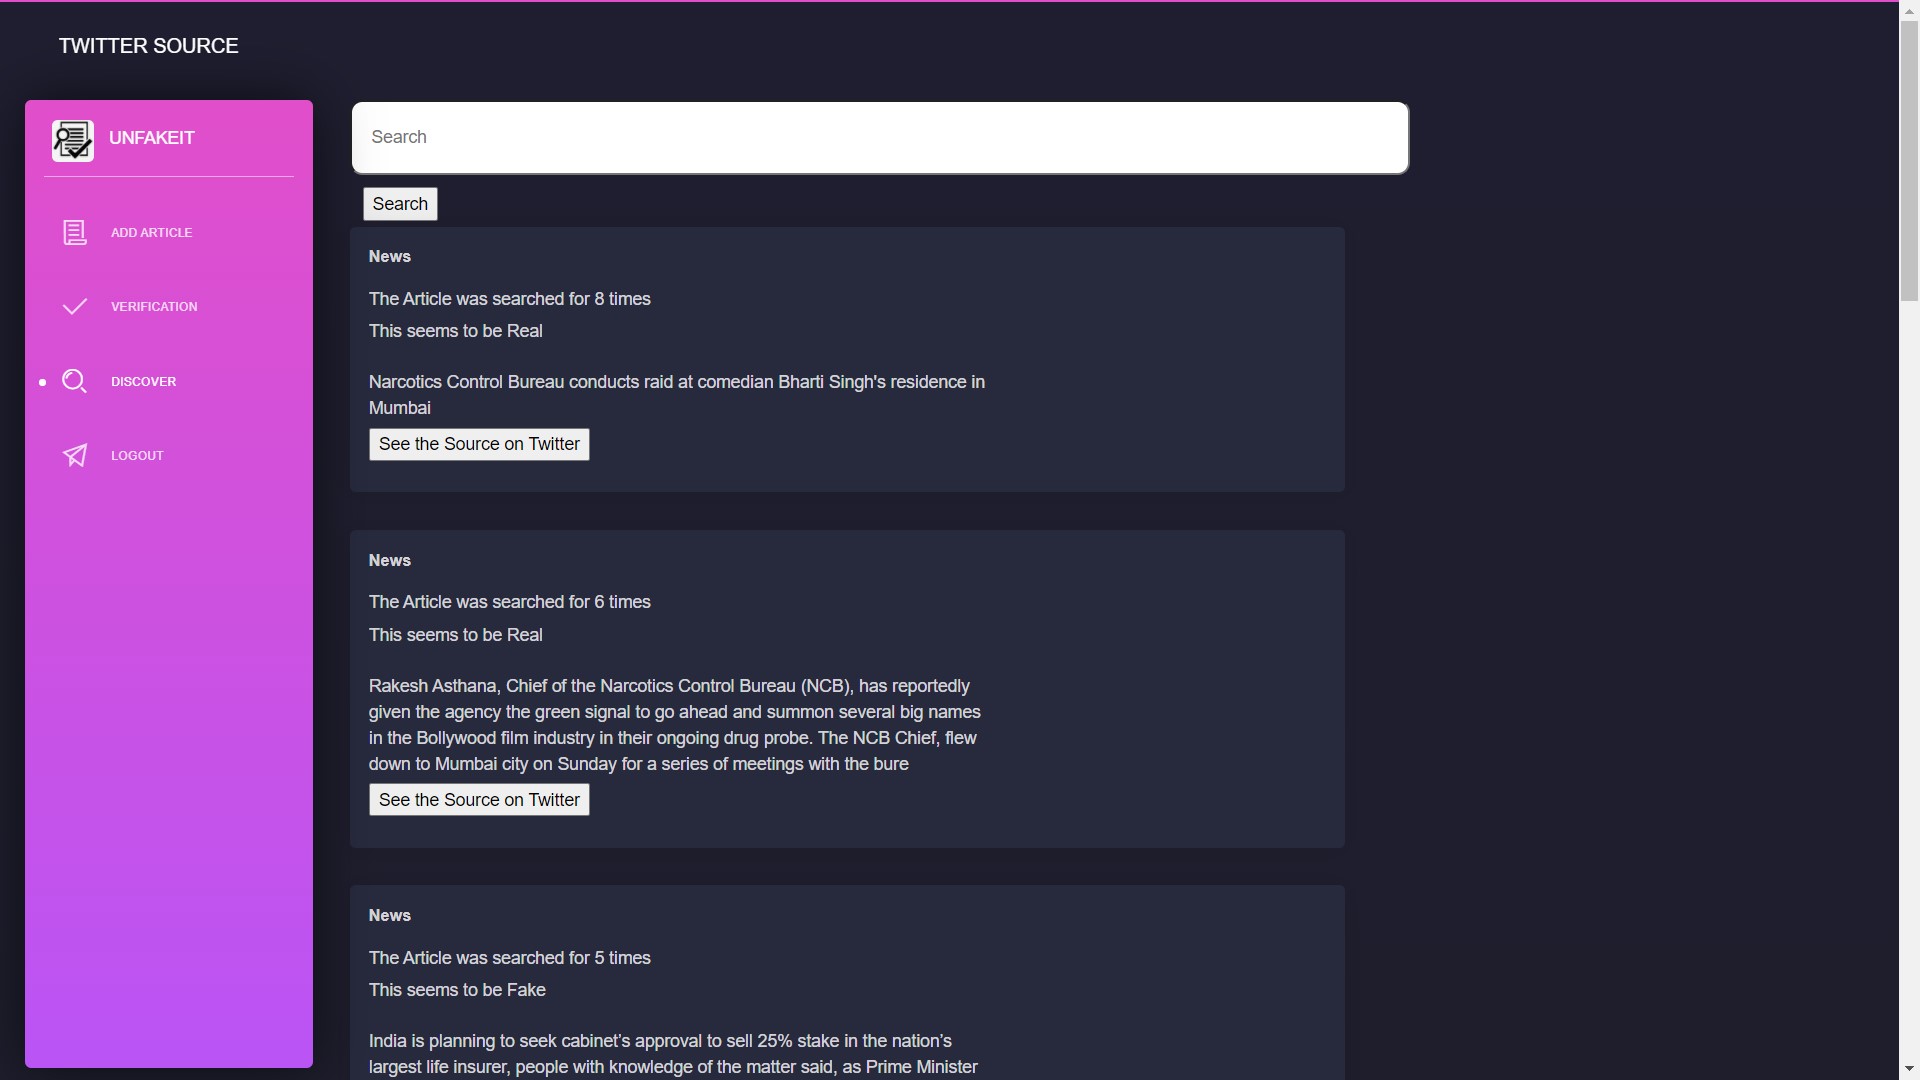 TWITTER SOURCE
UNFAKEIT
ADD ARTICLE
VERIFICATION
DISCOVER
LOGOUT
Search
Search
News
The Article was searched for 8 times
This seems to be Real
Narcotics Control Bureau conducts raid at comedian Bharti Singh's residence in
Mumbai
See the Source on Twitter
News
The Article was searched for 6 times
This seems to be Real
Rakesh Asthana, Chief of the Narcotics Control Bureau (NCB), has reportedly
given the agency the green signal to go ahead and summon several big names
in the Bollywood film industry in their ongoing drug probe. The NCB Chief, flew
down to Mumbai city on Sunday for a series of meetings with the bure
See the Source on Twitter
News
The Article was searched for 5 times
This seems to be Fake
India is planning to seek cabinet’s approval to sell 25% stake in the nation’s
largest life insurer, people with knowledge of the matter said, as Prime Minister